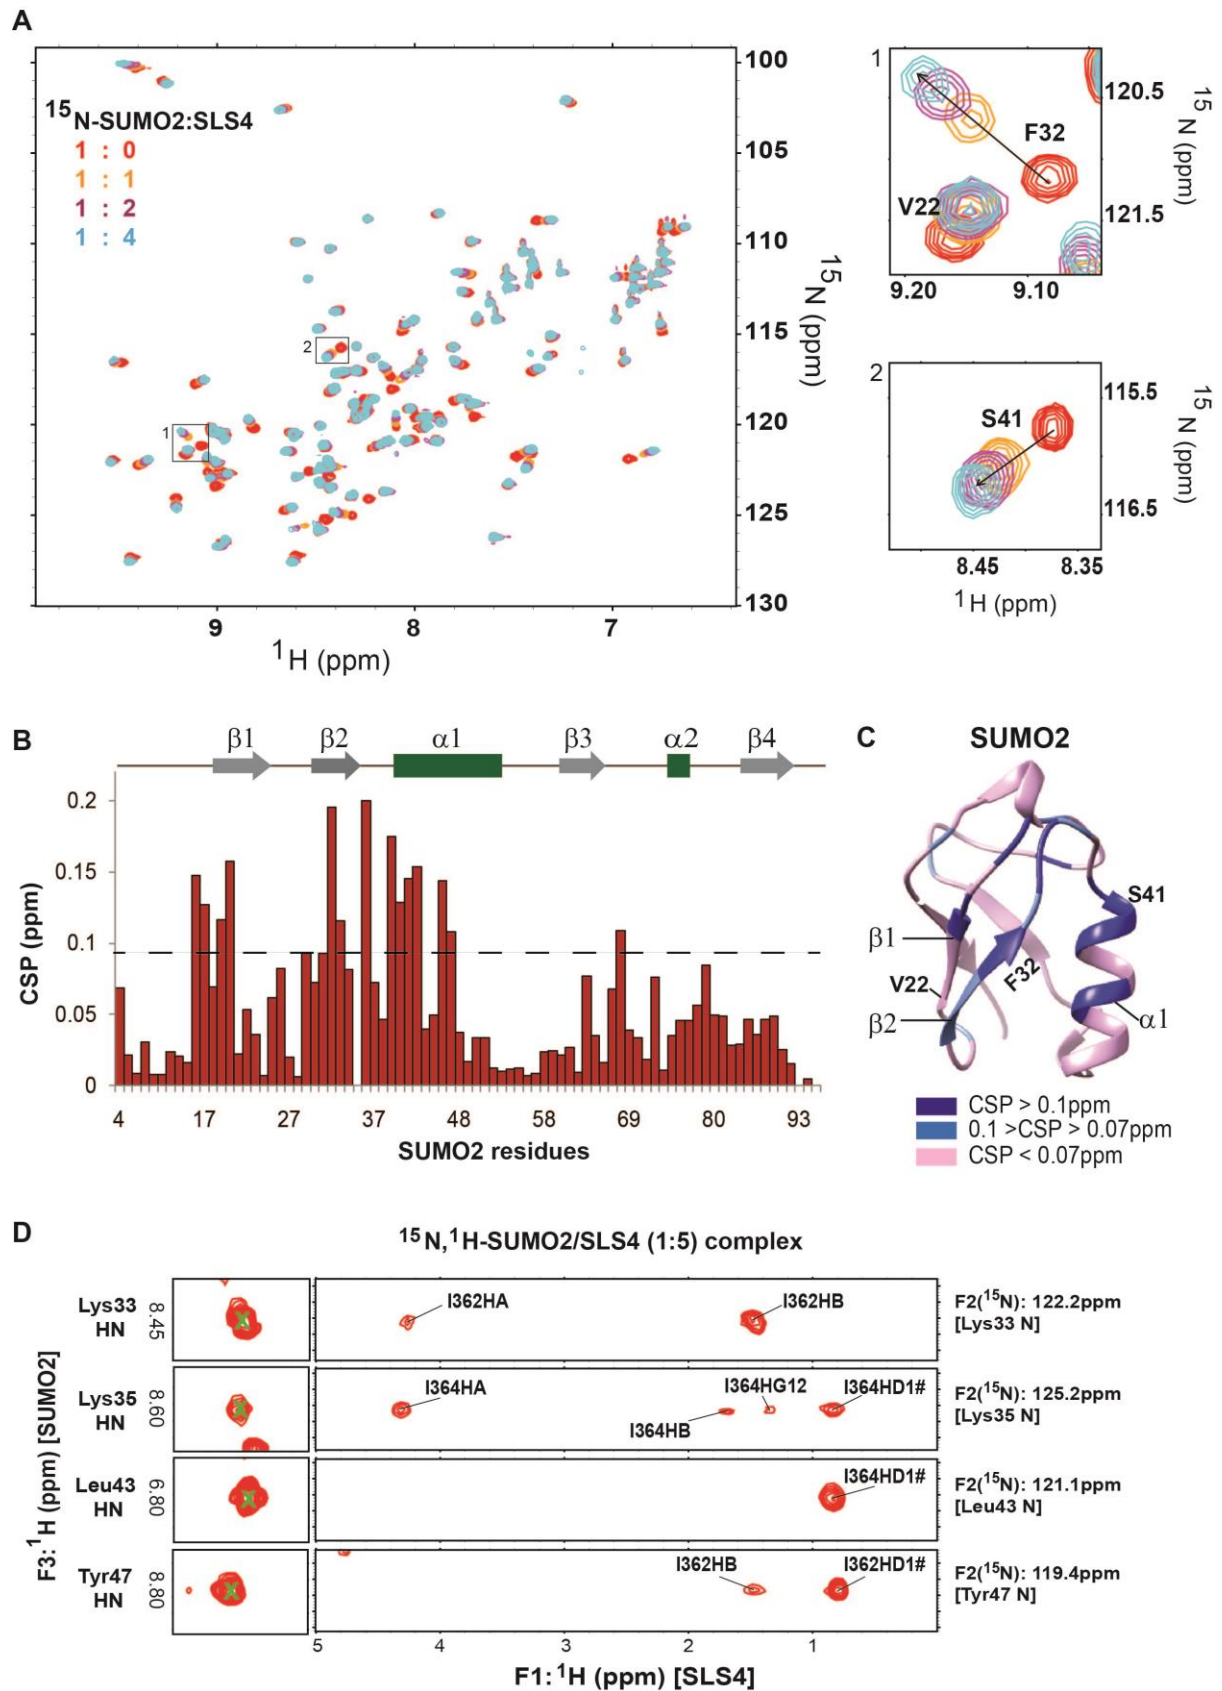 A
15N-SUMO2:SLS4
1 : 0
1 : 1
1 : 2
1 : 4
1
2
100
105
110
115
120
125
130
15N (ppm)
9 8 7
1H (ppm)
1
F32
V22
120.5
121.5
15N (ppm)
9.20 9.10
2
S41
115.5
116.5
15N (ppm)
8.45 8.35
1H (ppm)
B
β1 β2 α1 β3 α2 β4
CSP (ppm)
0.2
0.15
0.1
0.05
0
4 17 27 37 48 58 69 80 93
SUMO2 residues
C
SUMO2
S41
β1
V22
F32
β2
α1
CSP > 0.1ppm
0.1 >CSP > 0.07ppm
CSP < 0.07ppm
D
15N,1H-SUMO2/SLS4 (1:5) complex
F3:1H (ppm) [SUMO2]
Lys33
HN
8.45
I362HA
I362HB
F2(15N): 122.2ppm
[Lys33 N]
Lys35
HN
8.60
I364HA
I364HB
I364HG12
I364HD1#
F2(15N): 125.2ppm
[Lys35 N]
Leu43
HN
6.80
I364HD1#
F2(15N): 121.1ppm
[Leu43 N]
Tyr47
HN
8.80
I362HB
I362HD1#
F2(15N): 119.4ppm
[Tyr47 N]
5 4 3 2 1
F1:1H (ppm) [SLS4]